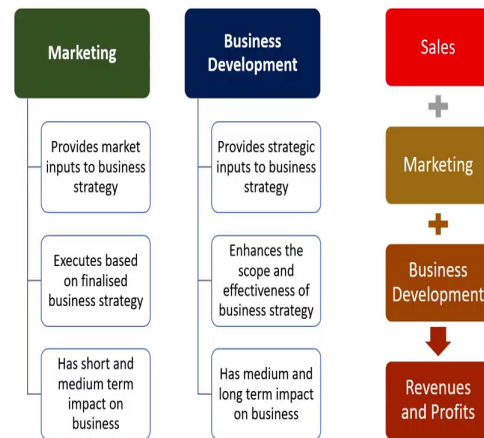 Marketing
Provides market
inputs to business
strategy
Executes based
on finalised
business strategy
Has short and
medium term
impact on
business
Business
Development
Provides strategic
inputs to business
strategy
Enhances the
scope and
effectiveness of
business strategy
Has medium and
long term impact
on business
Sales
Marketing
Business
Development
Revenues
and Profits